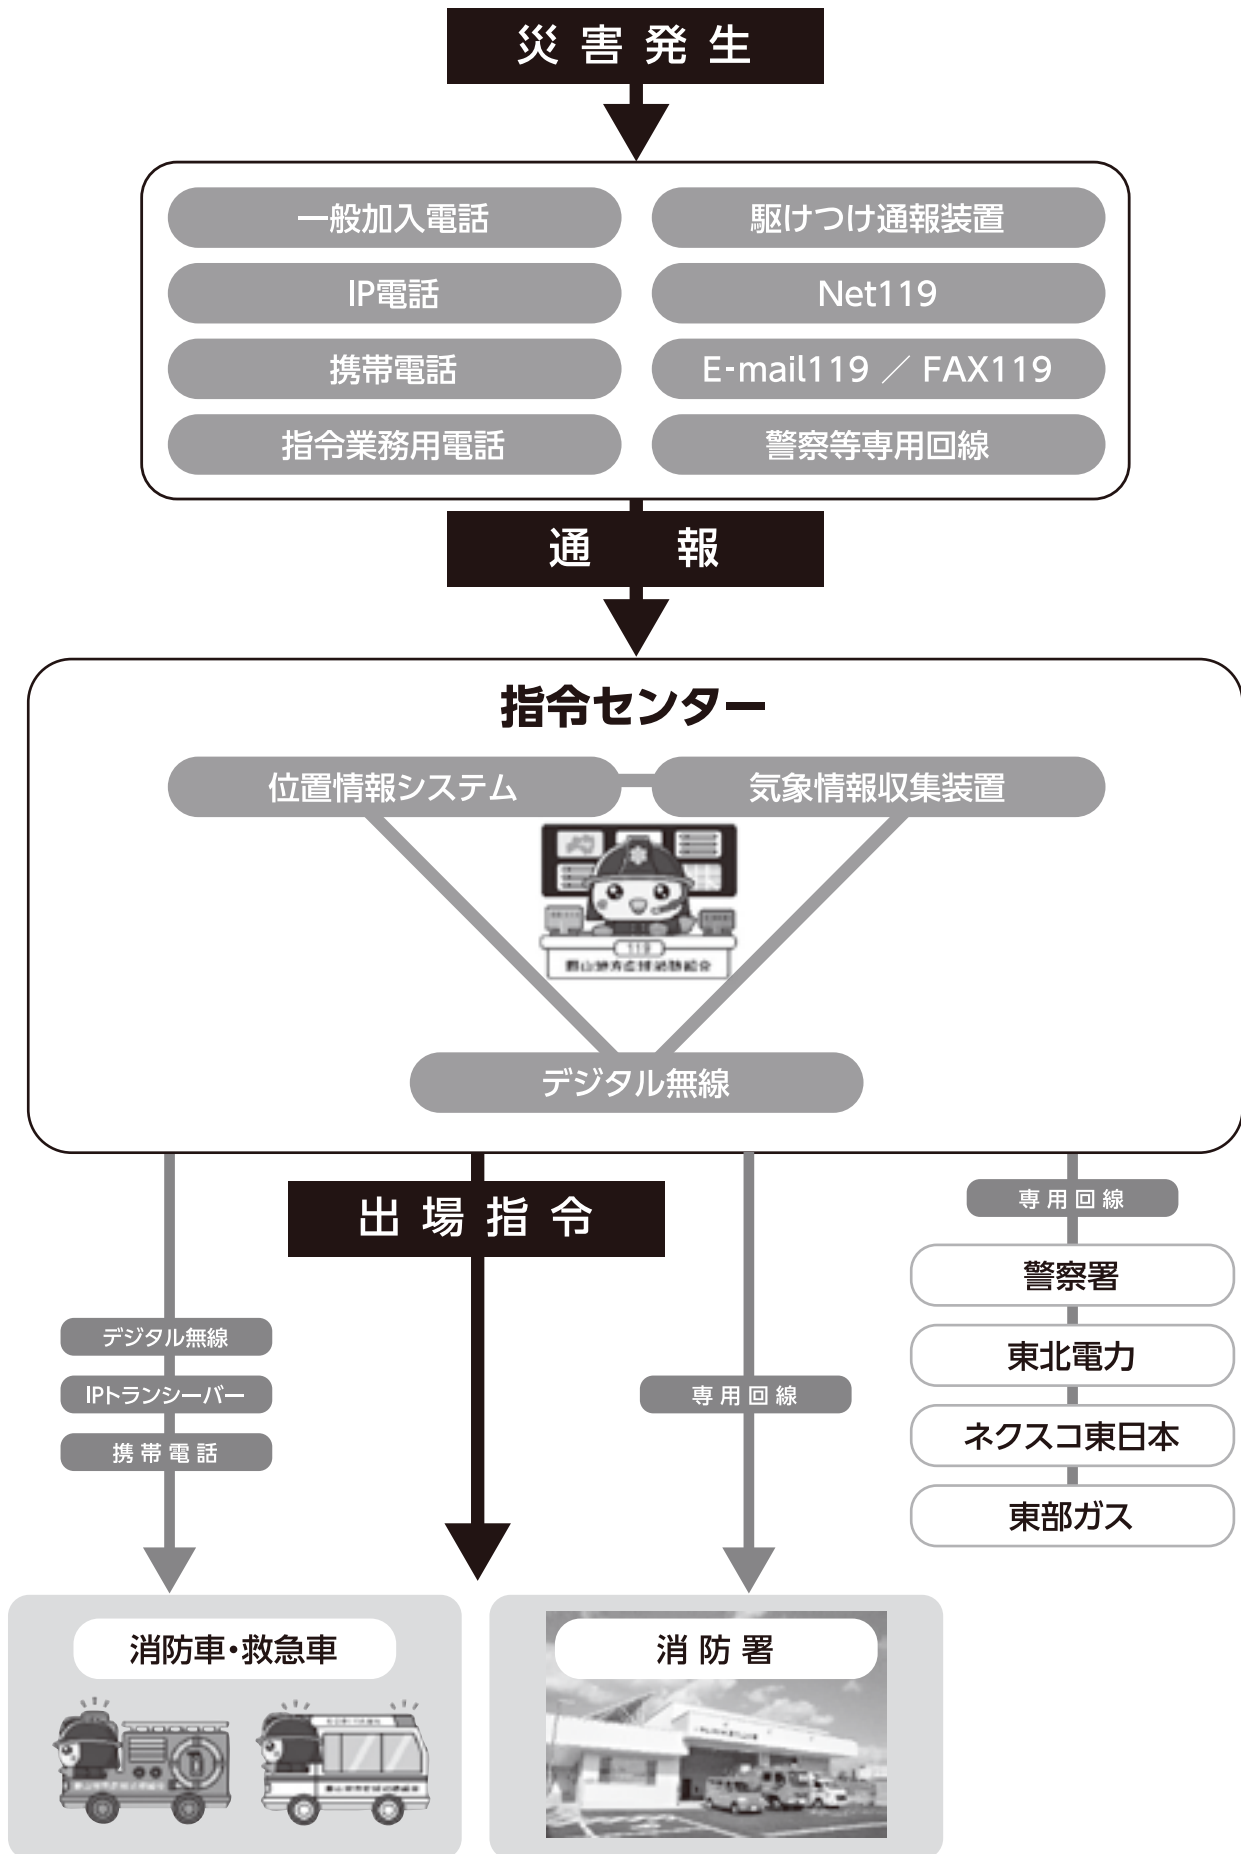 災害発生
一般加入電話
駆けつけ通報装置
IP電話
Net119
携帯電話
E-mail119 ／ FAX119
指令業務用電話
警察等専用回線
通報
指令センター
位置情報システム
気象情報収集装置
119
デジタル無線
出場指令
専用回線
警察署
東北電力
ネクスコ東日本
東部ガス
デジタル無線
IPトランシーバー
携帯電話
専用回線
消防車・救急車
消防署